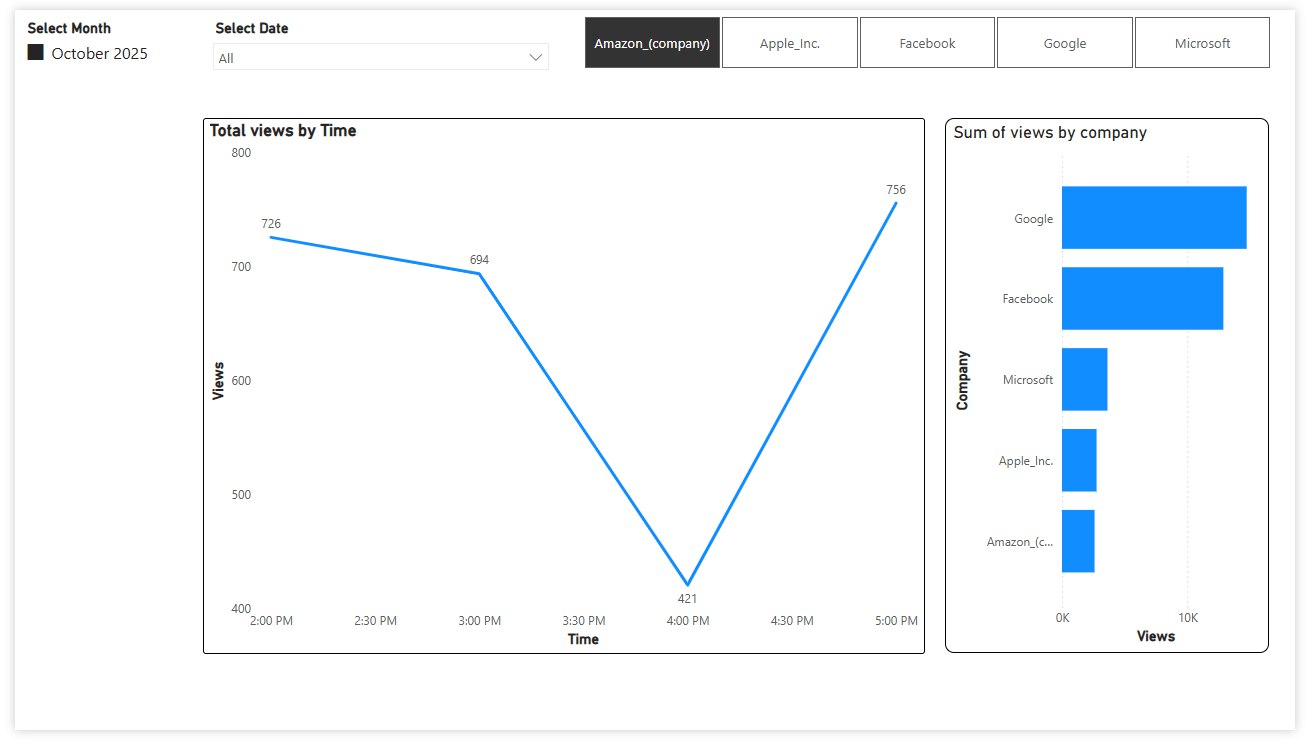 Select Month
October 2025
Select Date
All
Amazon_(company)
Apple_Inc.
Facebook
Google
Microsoft
Total views by Time
800
700
600
500
400
Views
726
694
421
756
2:00 PM
2:30 PM
3:00 PM
3:30 PM
4:00 PM
4:30 PM
5:00 PM
Time
Sum of views by company
Company
Google
Facebook
Microsoft
Apple_Inc.
Amazon_(c...
0K
10K
Views